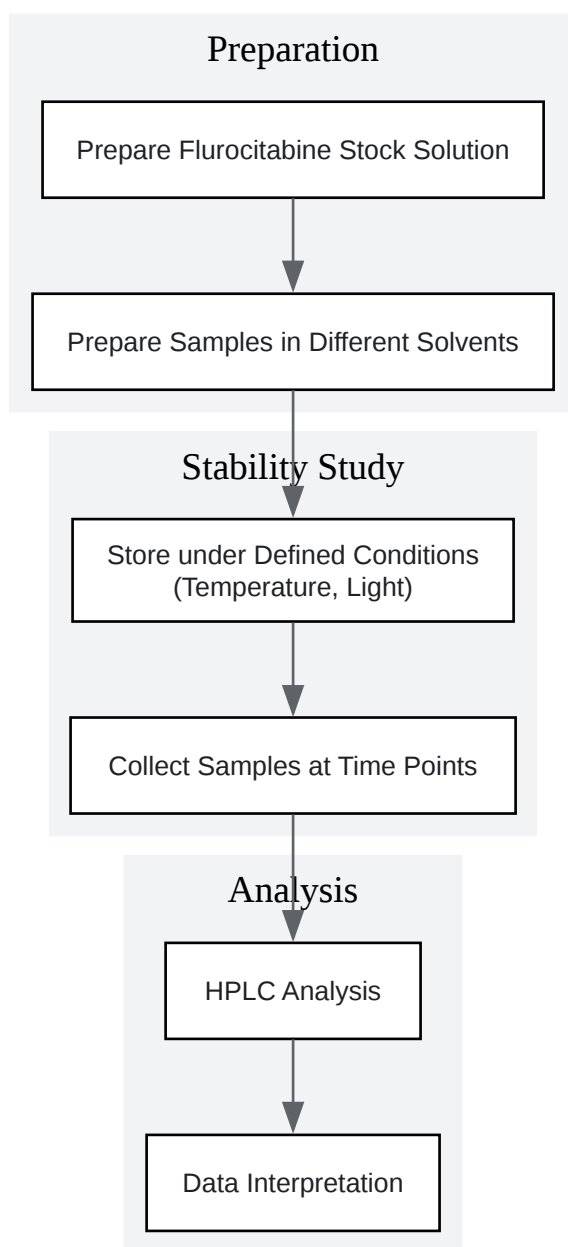 Preparation
Prepare Flurocitabine Stock Solution
Prepare Samples in Different Solvents
Stability Study
Store under Defined Conditions
(Temperature, Light)
Collect Samples at Time Points
Analysis
HPLC Analysis
Data Interpretation